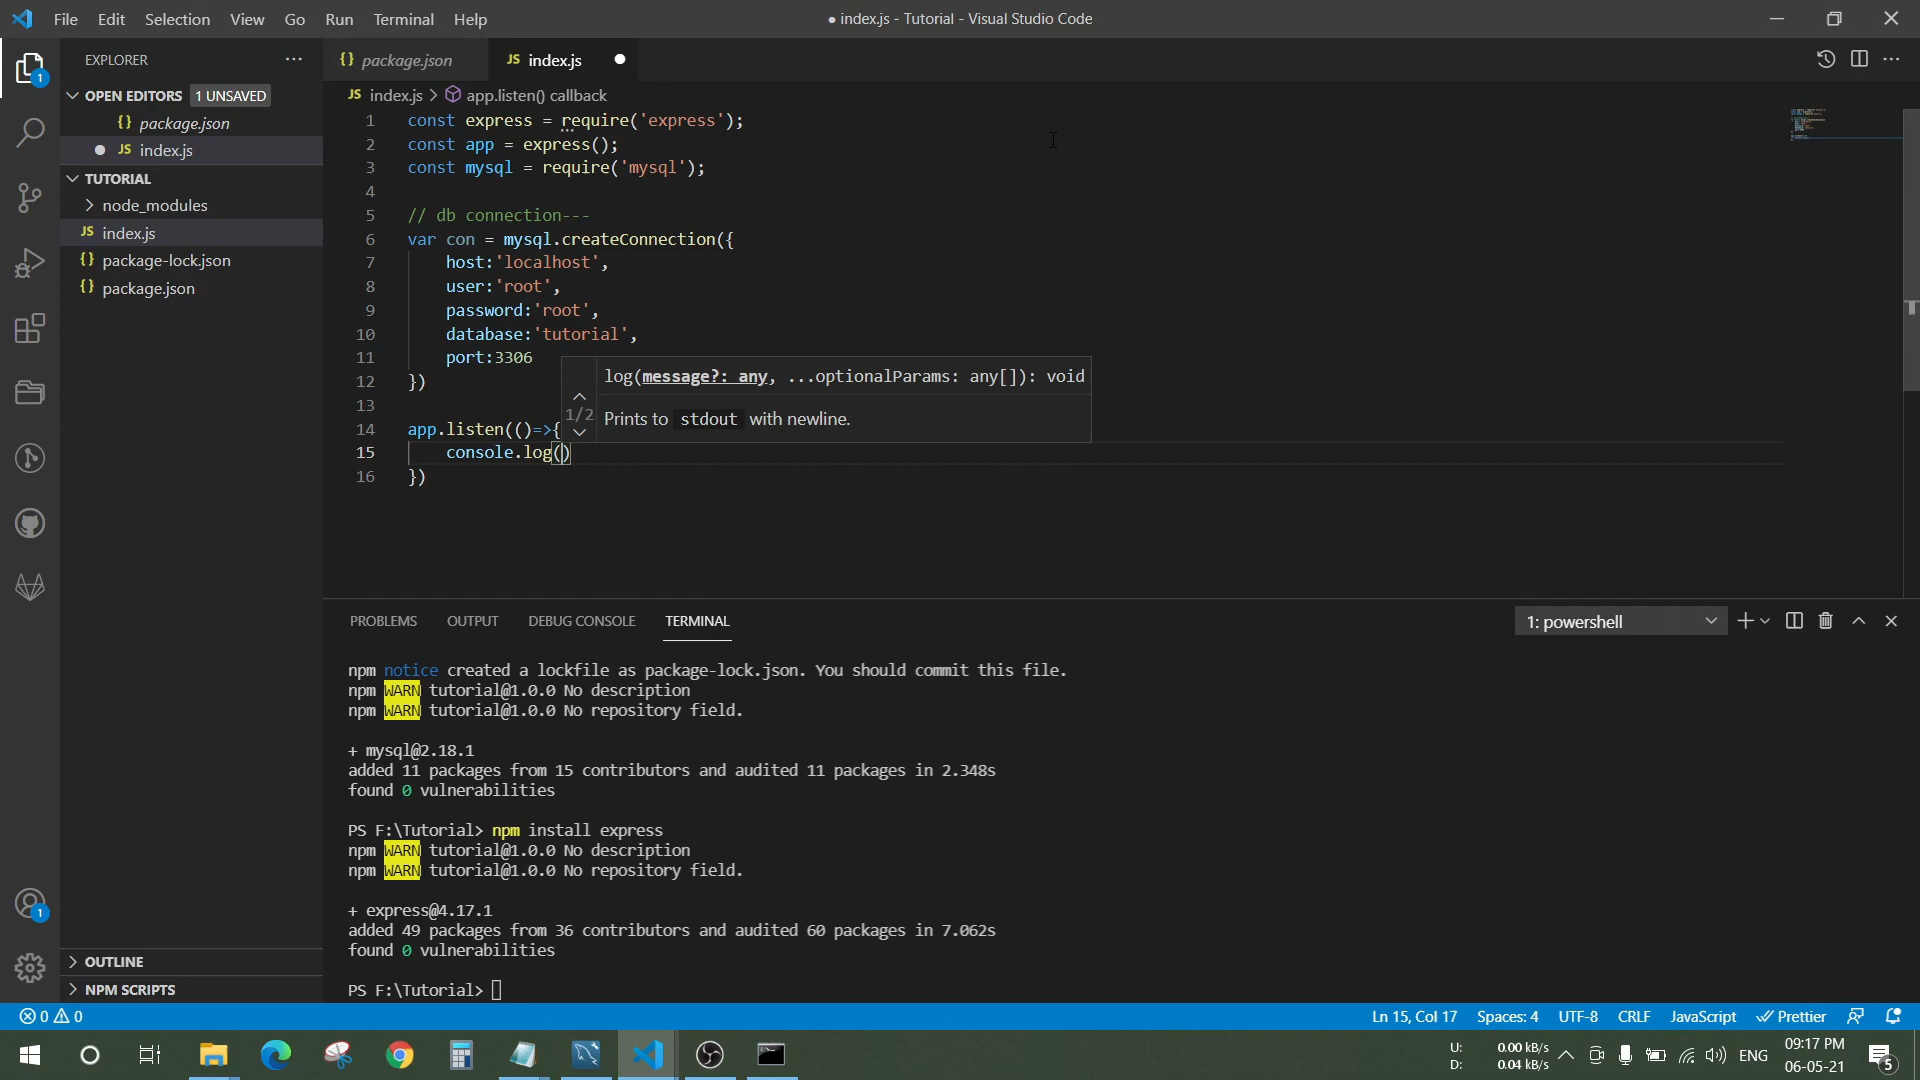 File Edit Selection View Go Run Terminal Help
● index.js - Tutorial - Visual Studio Code
EXPLORER
{} package.json
JS index.js
OPEN EDITORS 1 UNSAVED
{} package.json
JS index.js
TUTORIAL
node_modules
JS index.js
{} package-lock.json
{} package.json
OUTLINE
NPM SCRIPTS
JS index.js > app.listen() callback
1 const express = require('express');
2 const app = express();
3 const mysql = require('mysql');
4
5 // db connection---
6 var con = mysql.createConnection({
7 host:'localhost',
8 user:'root',
9 password:'root',
10 database:'tutorial',
11 port:3306
12 })
13
14 app.listen(()=>{
15 console.log()
16 })
log(message?: any, ...optionalParams: any[]): void
1/2
Prints to stdout with newline.
PROBLEMS OUTPUT DEBUG CONSOLE TERMINAL
1: powershell
npm notice created a lockfile as package-lock.json. You should commit this file.
npm WARN tutorial@1.0.0 No description
npm WARN tutorial@1.0.0 No repository field.
+ mysql@2.18.1
added 11 packages from 15 contributors and audited 11 packages in 2.348s
found 0 vulnerabilities
PS F:\Tutorial> npm install express
npm WARN tutorial@1.0.0 No description
npm WARN tutorial@1.0.0 No repository field.
+ express@4.17.1
added 49 packages from 36 contributors and audited 60 packages in 7.062s
found 0 vulnerabilities
PS F:\Tutorial>
1
1
0 0
Ln 15, Col 17 Spaces: 4 UTF-8 CRLF JavaScript Prettier
U: 0.00 kB/s
D: 0.04 kB/s
ENG
09:17 PM
06-05-21
5